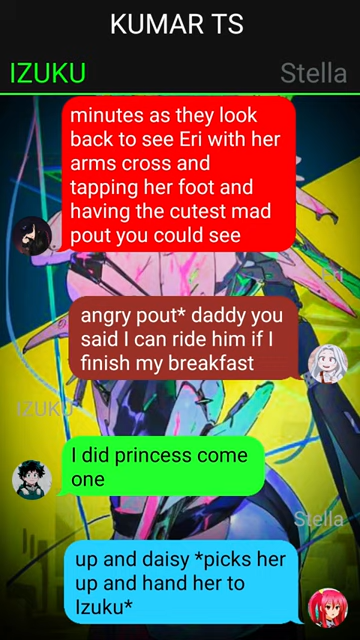 KUMAR TS
IZUKU
Stella
minutes as they look
back to see Eri with her
arms cross and
tapping her foot and
having the cutest mad
pout you could see
angry pout* daddy you
said I can ride him if I
finish my breakfast
IZUKU
I did princess come
one
Stella
up and daisy *picks her
up and hand her to
Izuku*